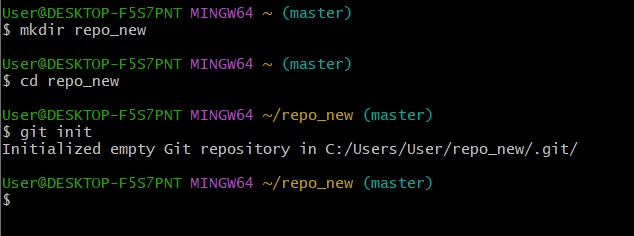 User@DESKTOP-F5S7PNT MINGW64 ~ (master)
$ mkdir repo_new
User@DESKTOP-F5S7PNT MINGW64 ~ (master)
$ cd repo_new
User@DESKTOP-F5S7PNT MINGW64 ~/repo_new (master)
$ git init
Initialized empty Git repository in C:/Users/User/repo_new/.git/
User@DESKTOP-F5S7PNT MINGW64 ~/repo_new (master)
$